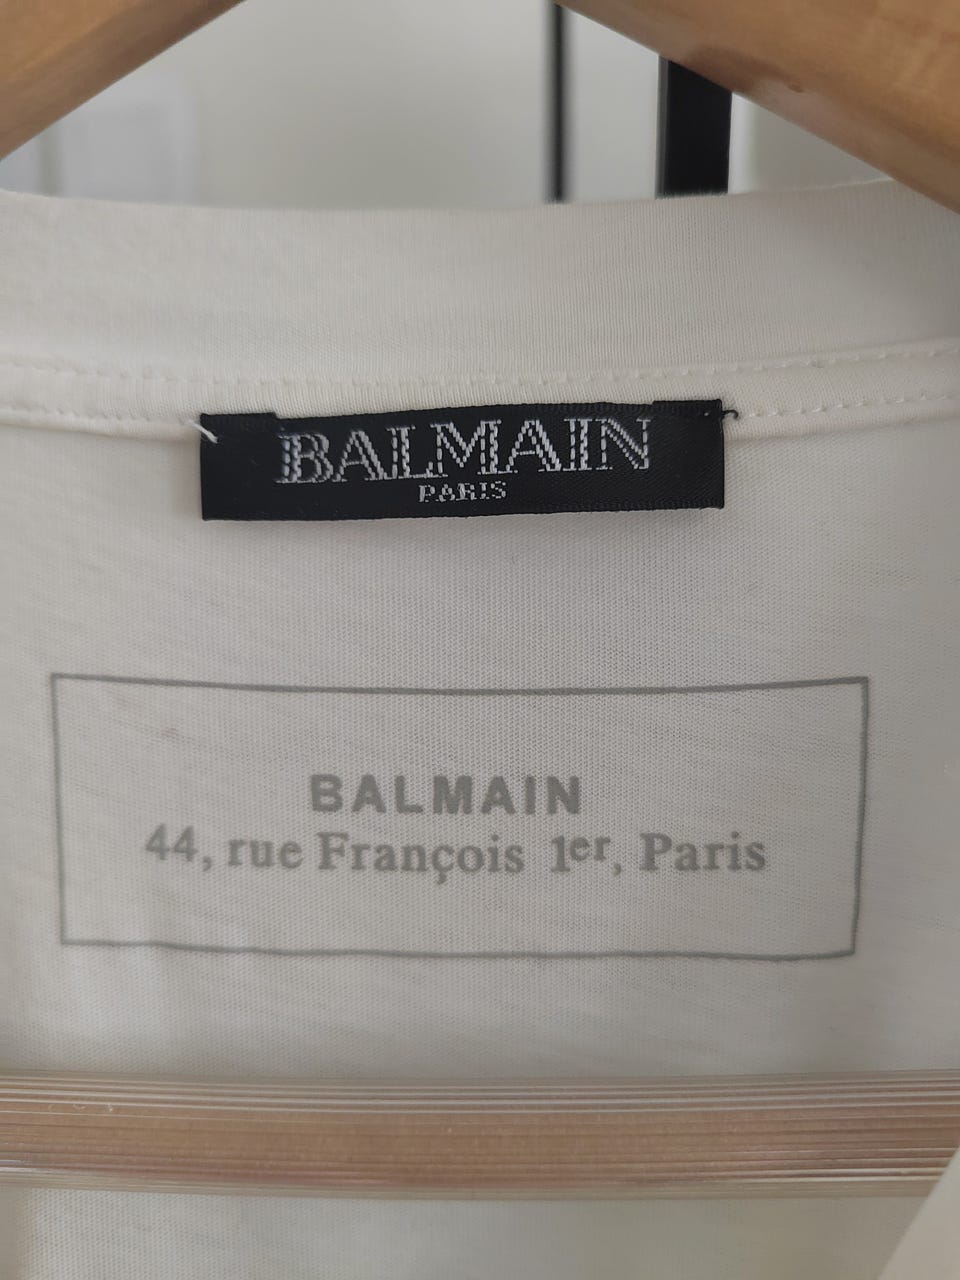 BALMAIN
PARIS
BALMAIN
44, rue François 1er, Paris